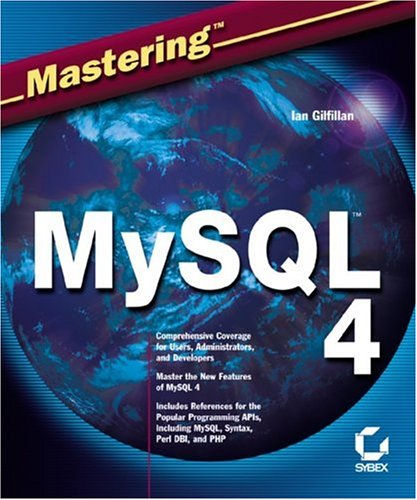 Mastering™
Ian Gilfillan
MySQL™
4
Comprehensive Coverage
for Users, Administrators,
and Developers
Master the New Features
of MySQL 4
Includes References for the
Popular Programming APIs,
Including MySQL, Syntax,
Perl DBI, and PHP
SYBEX